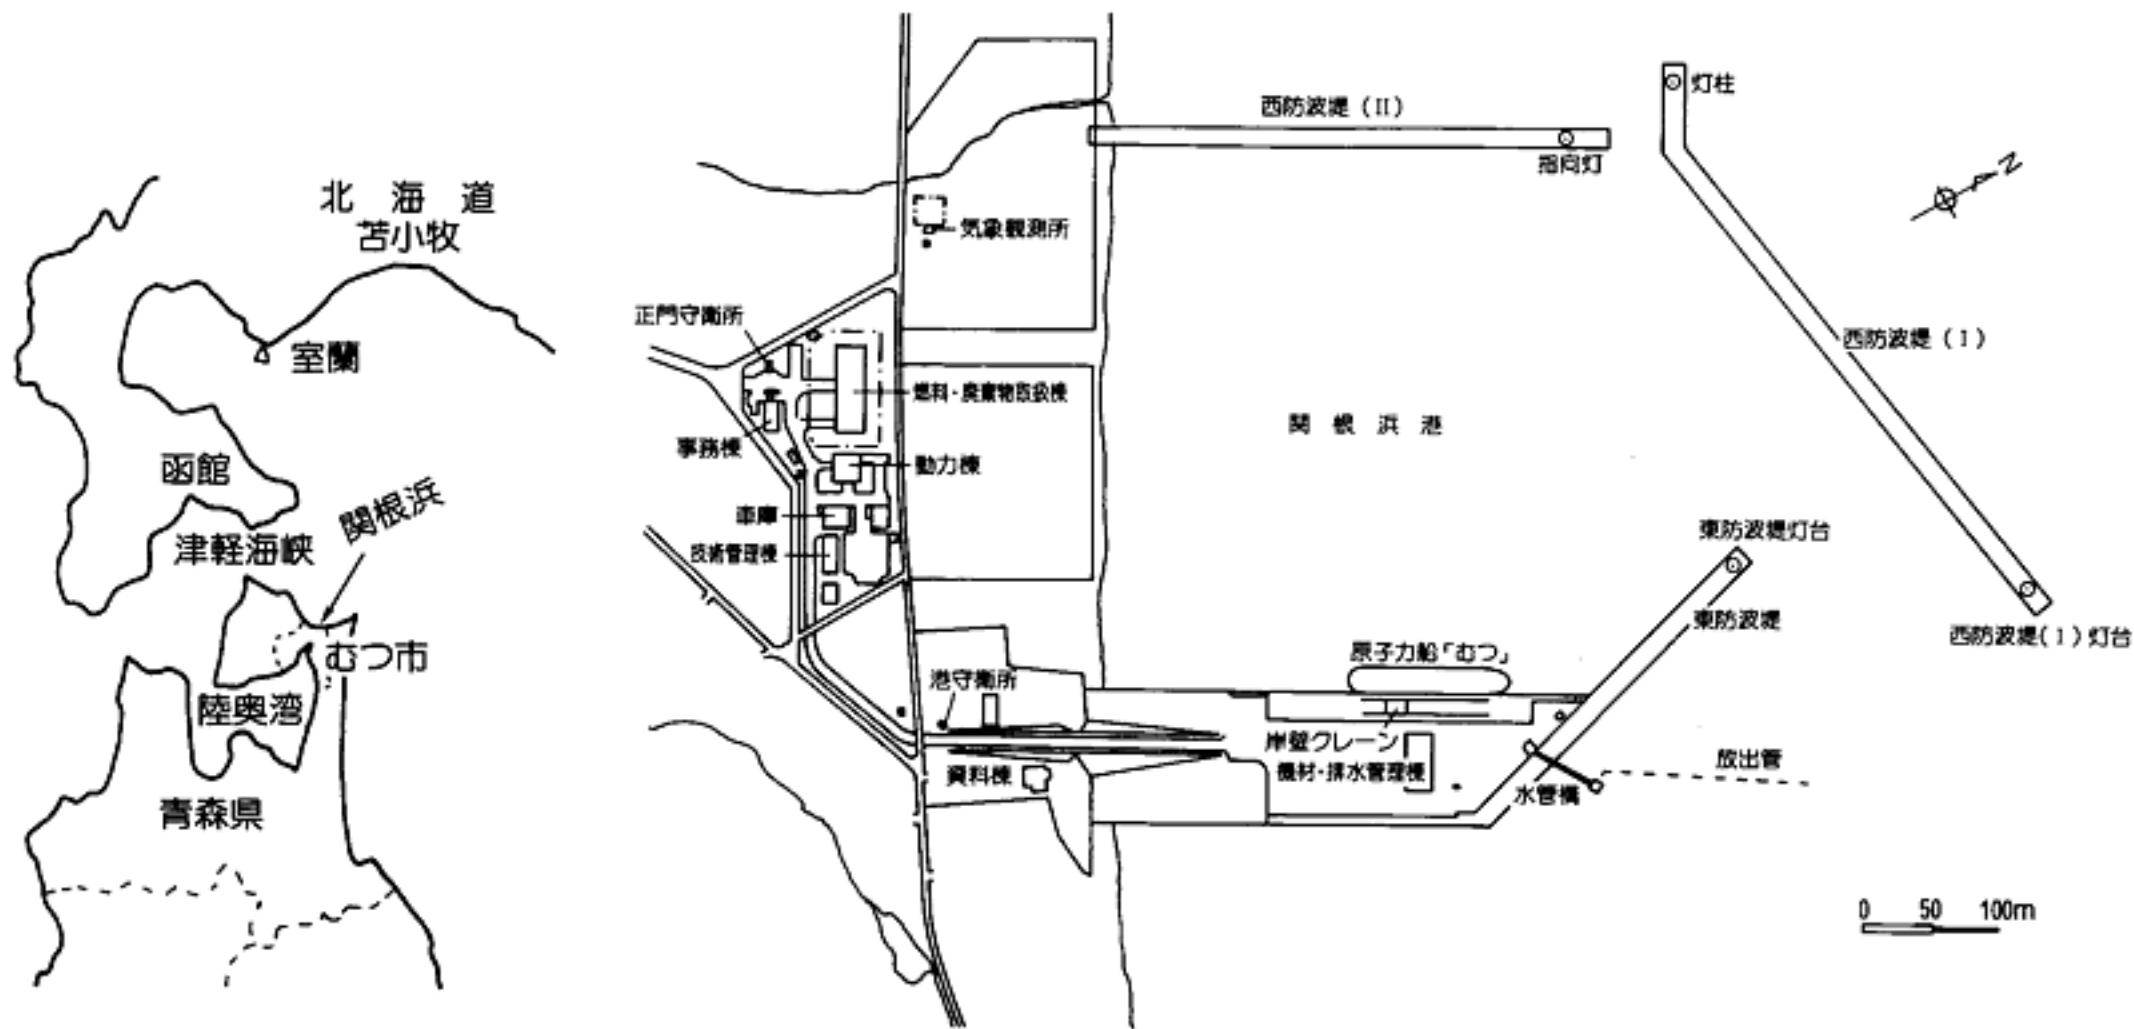 北海道
苫小牧
室蘭
函館
津軽海峡
関根浜
むつ市
陸奥湾
青森県
西防波堤（II）
指向灯
灯柱
N
気象観測所
正門守衛所
燃料・廃棄物取扱棟
事務棟
動力棟
車庫
技術管理棟
関根浜港
西防波堤（I）
東防波堤灯台
東防波堤
西防波堤(I)灯台
原子力船「むつ」
港守衛所
岸壁クレーン
機材・排水管理棟
資料棟
水管橋
放出管
0 50 100m